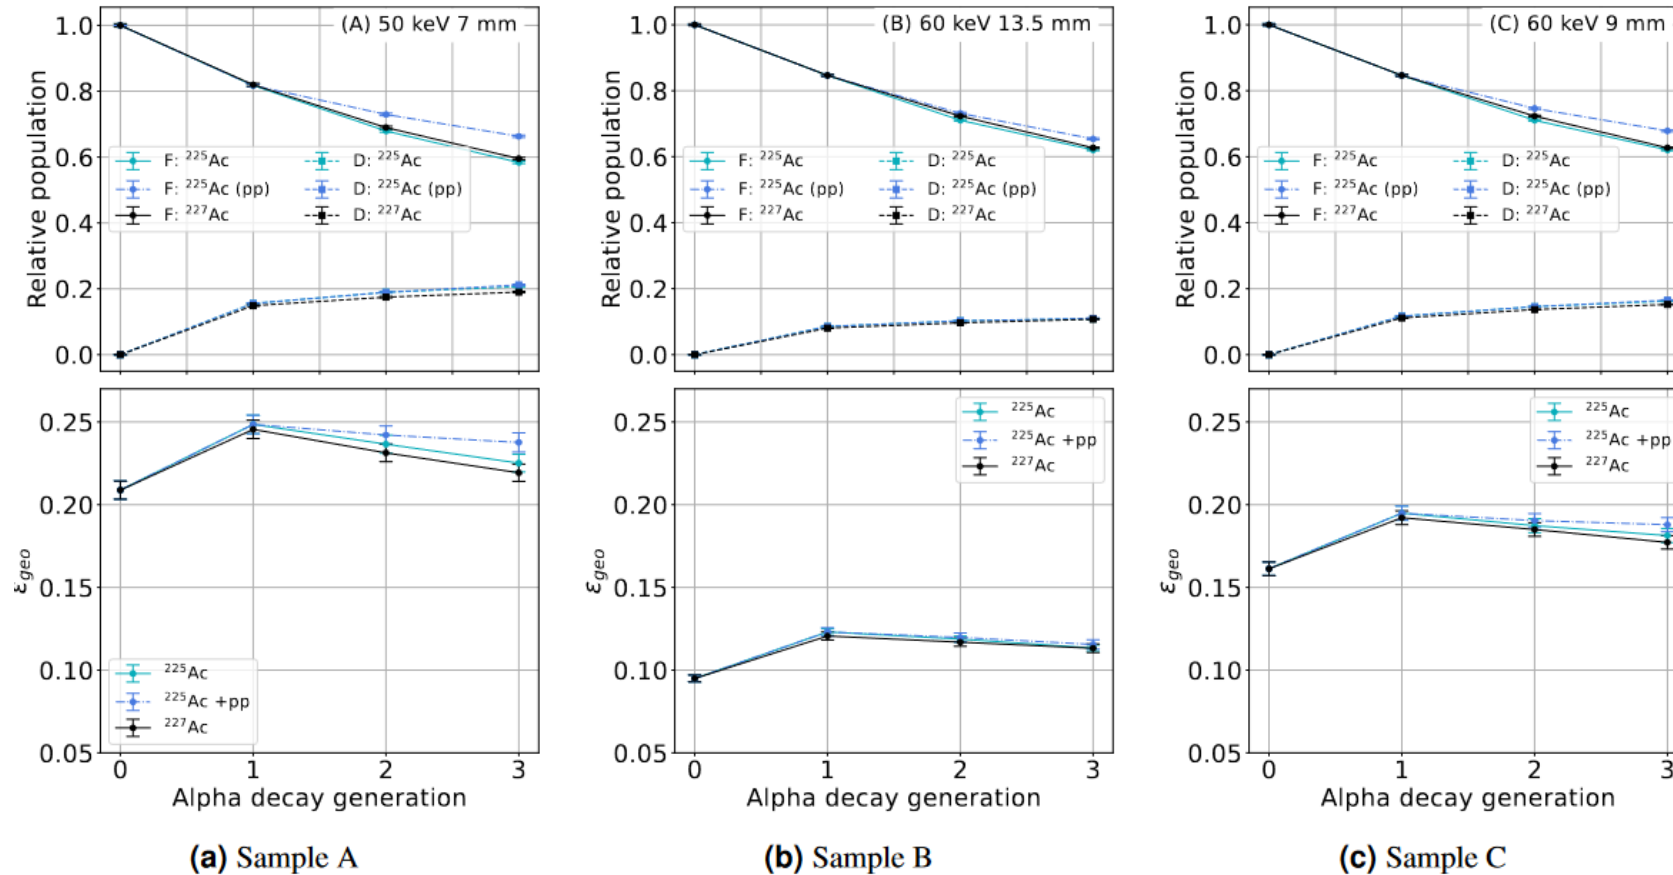 (A) 50 keV 7 mm
1.0
0.8
0.6
0.4
0.2
0.0
Relative population
F: ²²⁵Ac
F: ²²⁵Ac (pp)
F: ²²⁷Ac
D: ²²⁵Ac
D: ²²⁵Ac (pp)
D: ²²⁷Ac
(B) 60 keV 13.5 mm
1.0
0.8
0.6
0.4
0.2
0.0
Relative population
F: ²²⁵Ac
F: ²²⁵Ac (pp)
F: ²²⁷Ac
D: ²²⁵Ac
D: ²²⁵Ac (pp)
D: ²²⁷Ac
(C) 60 keV 9 mm
1.0
0.8
0.6
0.4
0.2
0.0
Relative population
F: ²²⁵Ac
F: ²²⁵Ac (pp)
F: ²²⁷Ac
D: ²²⁵Ac
D: ²²⁵Ac (pp)
D: ²²⁷Ac
0.25
0.20
0.15
0.10
0.05
εgeo
²²⁵Ac
²²⁵Ac +pp
²²⁷Ac
0 1 2 3
Alpha decay generation
0.25
0.20
0.15
0.10
0.05
εgeo
²²⁵Ac
²²⁵Ac +pp
²²⁷Ac
0 1 2 3
Alpha decay generation
0.25
0.20
0.15
0.10
0.05
εgeo
²²⁵Ac
²²⁵Ac +pp
²²⁷Ac
0 1 2 3
Alpha decay generation
(a) Sample A
(b) Sample B
(c) Sample C